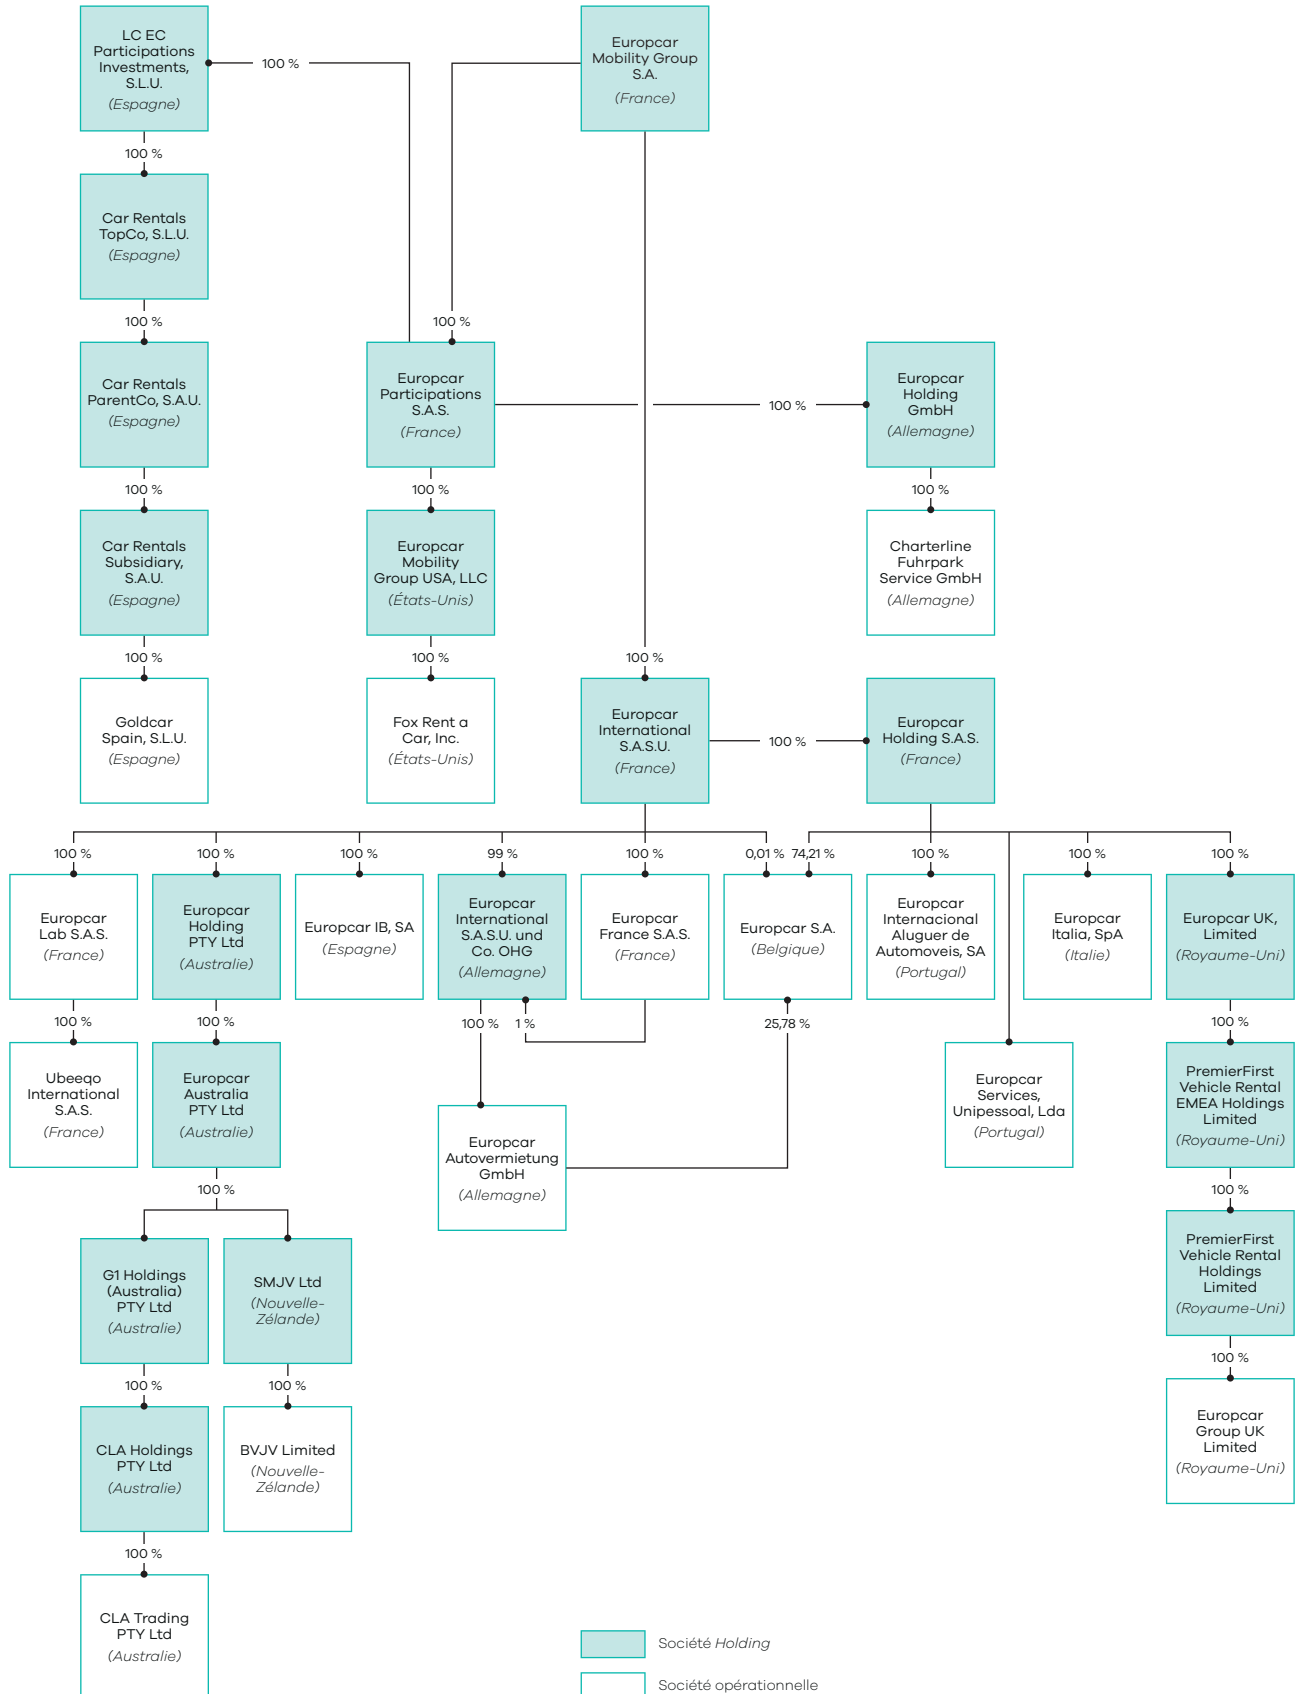 LC EC
Participations
Investments,
S.L.U.
(Espagne)
100 %
Europcar
Mobility Group
S.A.
(France)
100 %
Car Rentals
TopCo, S.L.U.
(Espagne)
100 %
100 %
Car Rentals
ParentCo, S.A.U.
(Espagne)
Europcar
Participations
S.A.S.
(France)
100 %
Europcar
Holding
GmbH
(Allemagne)
100 %
100 %
100 %
Car Rentals
Subsidiary,
S.A.U.
(Espagne)
Europcar
Mobility
Group USA, LLC
(États-Unis)
Charterline
Fuhrpark
Service GmbH
(Allemagne)
100 %
100 %
100 %
Goldcar
Spain, S.L.U.
(Espagne)
Fox Rent a
Car, Inc.
(États-Unis)
Europcar
International
S.A.S.U.
(France)
100 %
Europcar
Holding S.A.S.
(France)
100 %
100 %
100 %
99 %
100 %
0,01 %
74,21 %
100 %
100 %
100 %
Europcar
Lab S.A.S.
(France)
Europcar
Holding
PTY Ltd
(Australie)
Europcar IB, SA
(Espagne)
Europcar
International
S.A.S.U. und
Co. OHG
(Allemagne)
Europcar
France S.A.S.
(France)
Europcar S.A.
(Belgique)
Europcar
Internacional
Aluguer de
Automoveis, SA
(Portugal)
Europcar
Italia, SpA
(Italie)
Europcar UK,
Limited
(Royaume-Uni)
100 %
100 %
100 %
1 %
25,78 %
100 %
Ubeeqo
International
S.A.S.
(France)
Europcar
Australia
PTY Ltd
(Australie)
Europcar
Autovermietung
GmbH
(Allemagne)
Europcar
Services,
Unipessoal, Lda
(Portugal)
PremierFirst
Vehicle Rental
EMEA Holdings
Limited
(Royaume-Uni)
100 %
100 %
G1 Holdings
(Australia)
PTY Ltd
(Australie)
SMJV Ltd
(Nouvelle-
Zélande)
PremierFirst
Vehicle Rental
Holdings
Limited
(Royaume-Uni)
100 %
100 %
100 %
CLA Holdings
PTY Ltd
(Australie)
BVJV Limited
(Nouvelle-
Zélande)
Europcar
Group UK
Limited
(Royaume-Uni)
100 %
CLA Trading
PTY Ltd
(Australie)
Société Holding
Société opérationnelle